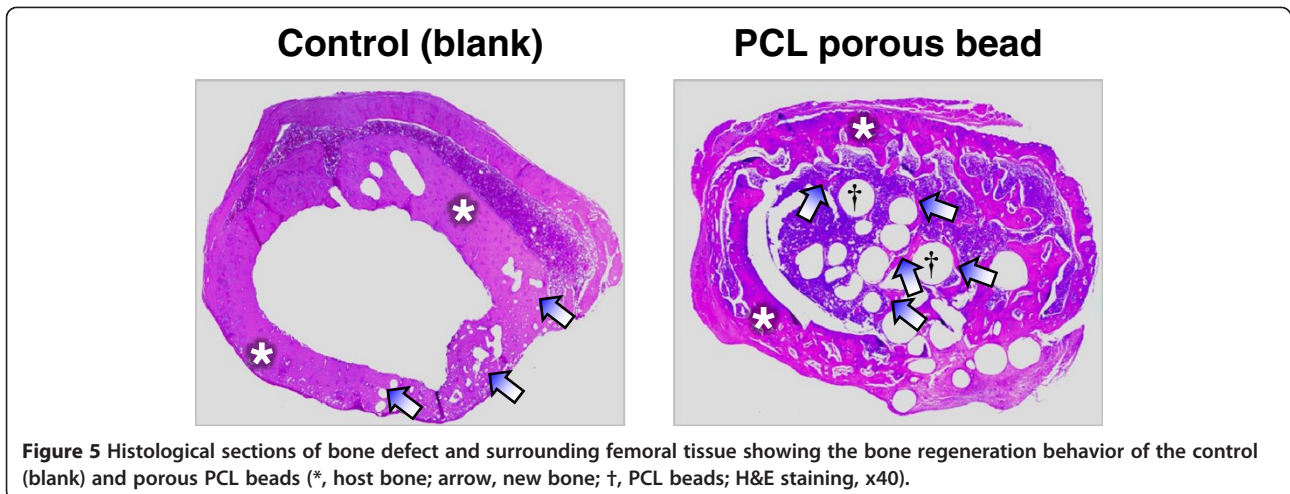 Control (blank) PCL porous bead
* * * *
† †
Figure 5 Histological sections of bone defect and surrounding femoral tissue showing the bone regeneration behavior of the control
(blank) and porous PCL beads (*, host bone; arrow, new bone; †, PCL beads; H&E staining, x40).